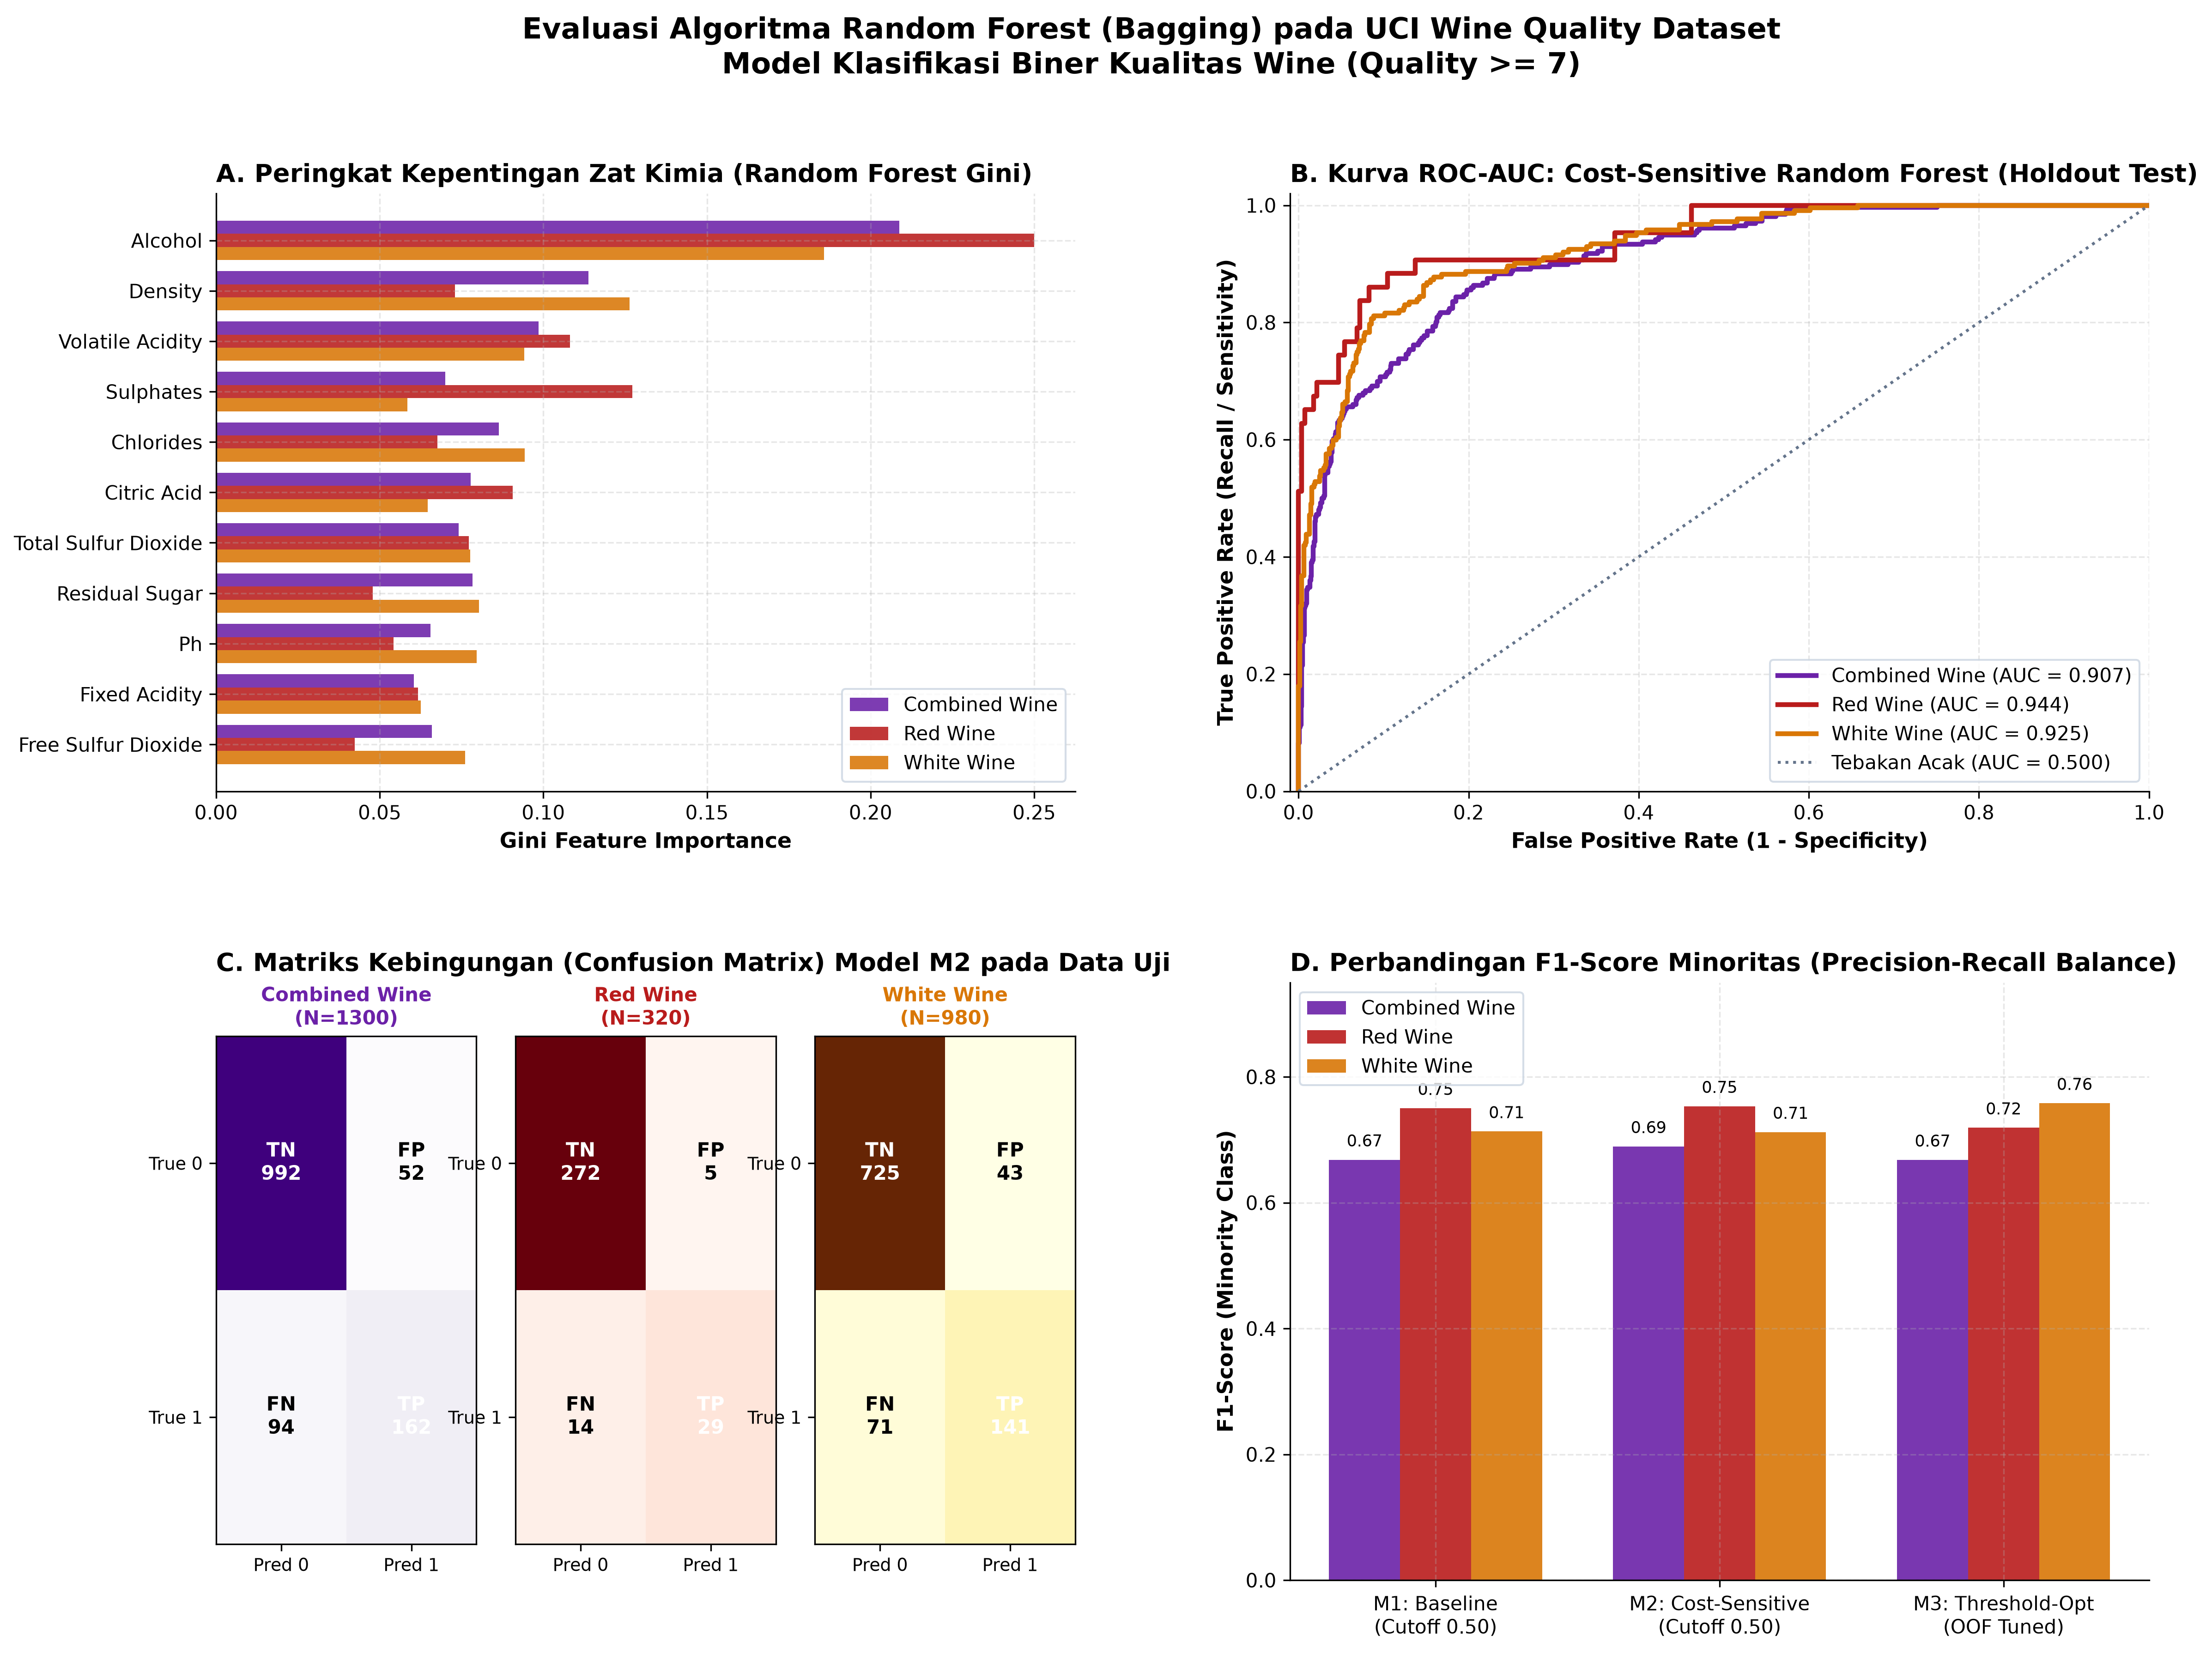 Evaluasi Algoritma Random Forest (Bagging) pada UCI Wine Quality Dataset
Model Klasifikasi Biner Kualitas Wine (Quality >= 7)
A. Peringkat Kepentingan Zat Kimia (Random Forest Gini)
Alcohol
Density
Volatile Acidity
Sulphates
Chlorides
Citric Acid
Total Sulfur Dioxide
Residual Sugar
Ph
Fixed Acidity
Free Sulfur Dioxide
Combined Wine
Red Wine
White Wine
0.00 0.05 0.10 0.15 0.20 0.25
Gini Feature Importance
B. Kurva ROC-AUC: Cost-Sensitive Random Forest (Holdout Test)
True Positive Rate (Recall / Sensitivity)
1.0
0.8
0.6
0.4
0.2
0.0
Combined Wine (AUC = 0.907)
Red Wine (AUC = 0.944)
White Wine (AUC = 0.925)
Tebakan Acak (AUC = 0.500)
0.0 0.2 0.4 0.6 0.8 1.0
False Positive Rate (1 - Specificity)
C. Matriks Kebingungan (Confusion Matrix) Model M2 pada Data Uji
Combined Wine
(N=1300)
True 0
True 1
TN
992
FP
52
FN
94
TP
162
Pred 0 Pred 1
Red Wine
(N=320)
True 0
True 1
TN
272
FP
5
FN
14
TP
29
Pred 0 Pred 1
White Wine
(N=980)
True 0
True 1
TN
725
FP
43
FN
71
TP
141
Pred 0 Pred 1
D. Perbandingan F1-Score Minoritas (Precision-Recall Balance)
F1-Score (Minority Class)
0.8
0.6
0.4
0.2
0.0
Combined Wine
Red Wine
White Wine
0.67 0.75 0.71
0.69 0.75 0.71
0.67 0.72 0.76
M1: Baseline
(Cutoff 0.50)
M2: Cost-Sensitive
(Cutoff 0.50)
M3: Threshold-Opt
(OOF Tuned)